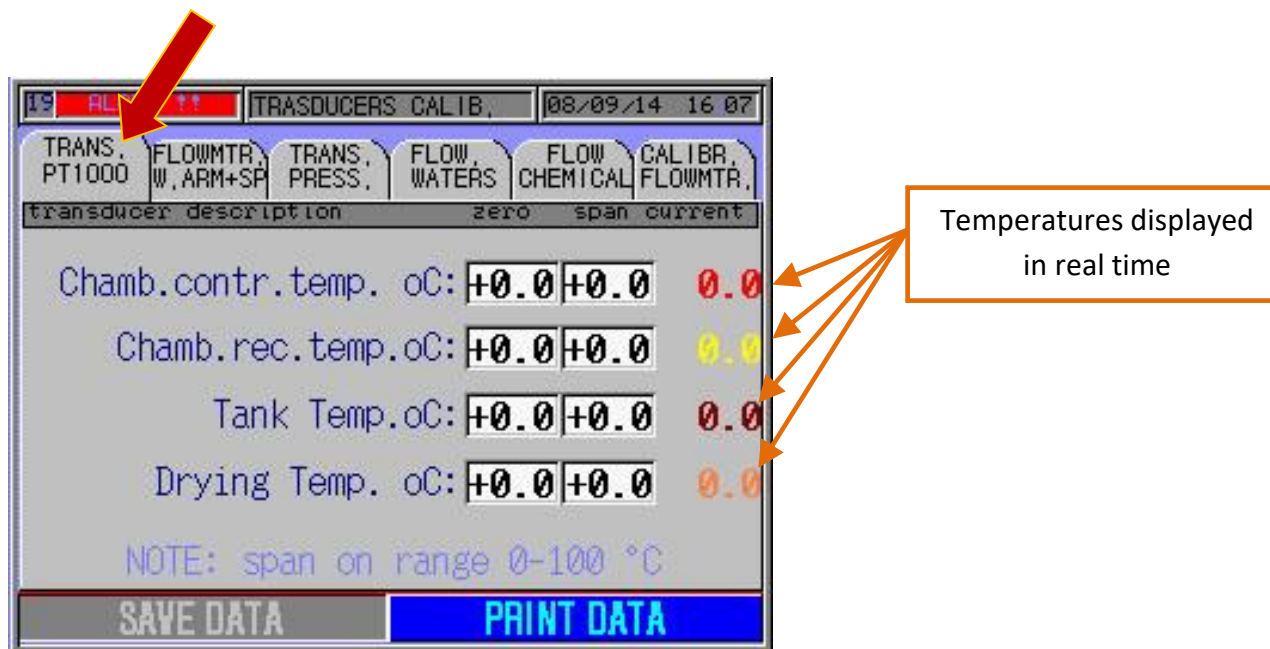 19 !! TRASDUCERS CALIB, 08/09/14 16 07
TRANS. PT1000
FLOWMTR, W,ARM+SP
TRANS. PRESS.
FLOW. WATERS
FLOW CHEMICAL
CALIBR. FLOWMTR.
transducer description zero span current
Chamb.contr.temp. oC: +0.0 +0.0 0.0
Chamb.rec.temp.oC: +0.0 +0.0 0.0
Tank Temp.oC: +0.0 +0.0 0.0
Drying Temp. oC: +0.0 +0.0 0.0
NOTE: span on range 0-100 °C
SAVE DATA PRINT DATA
Temperatures displayed
in real time